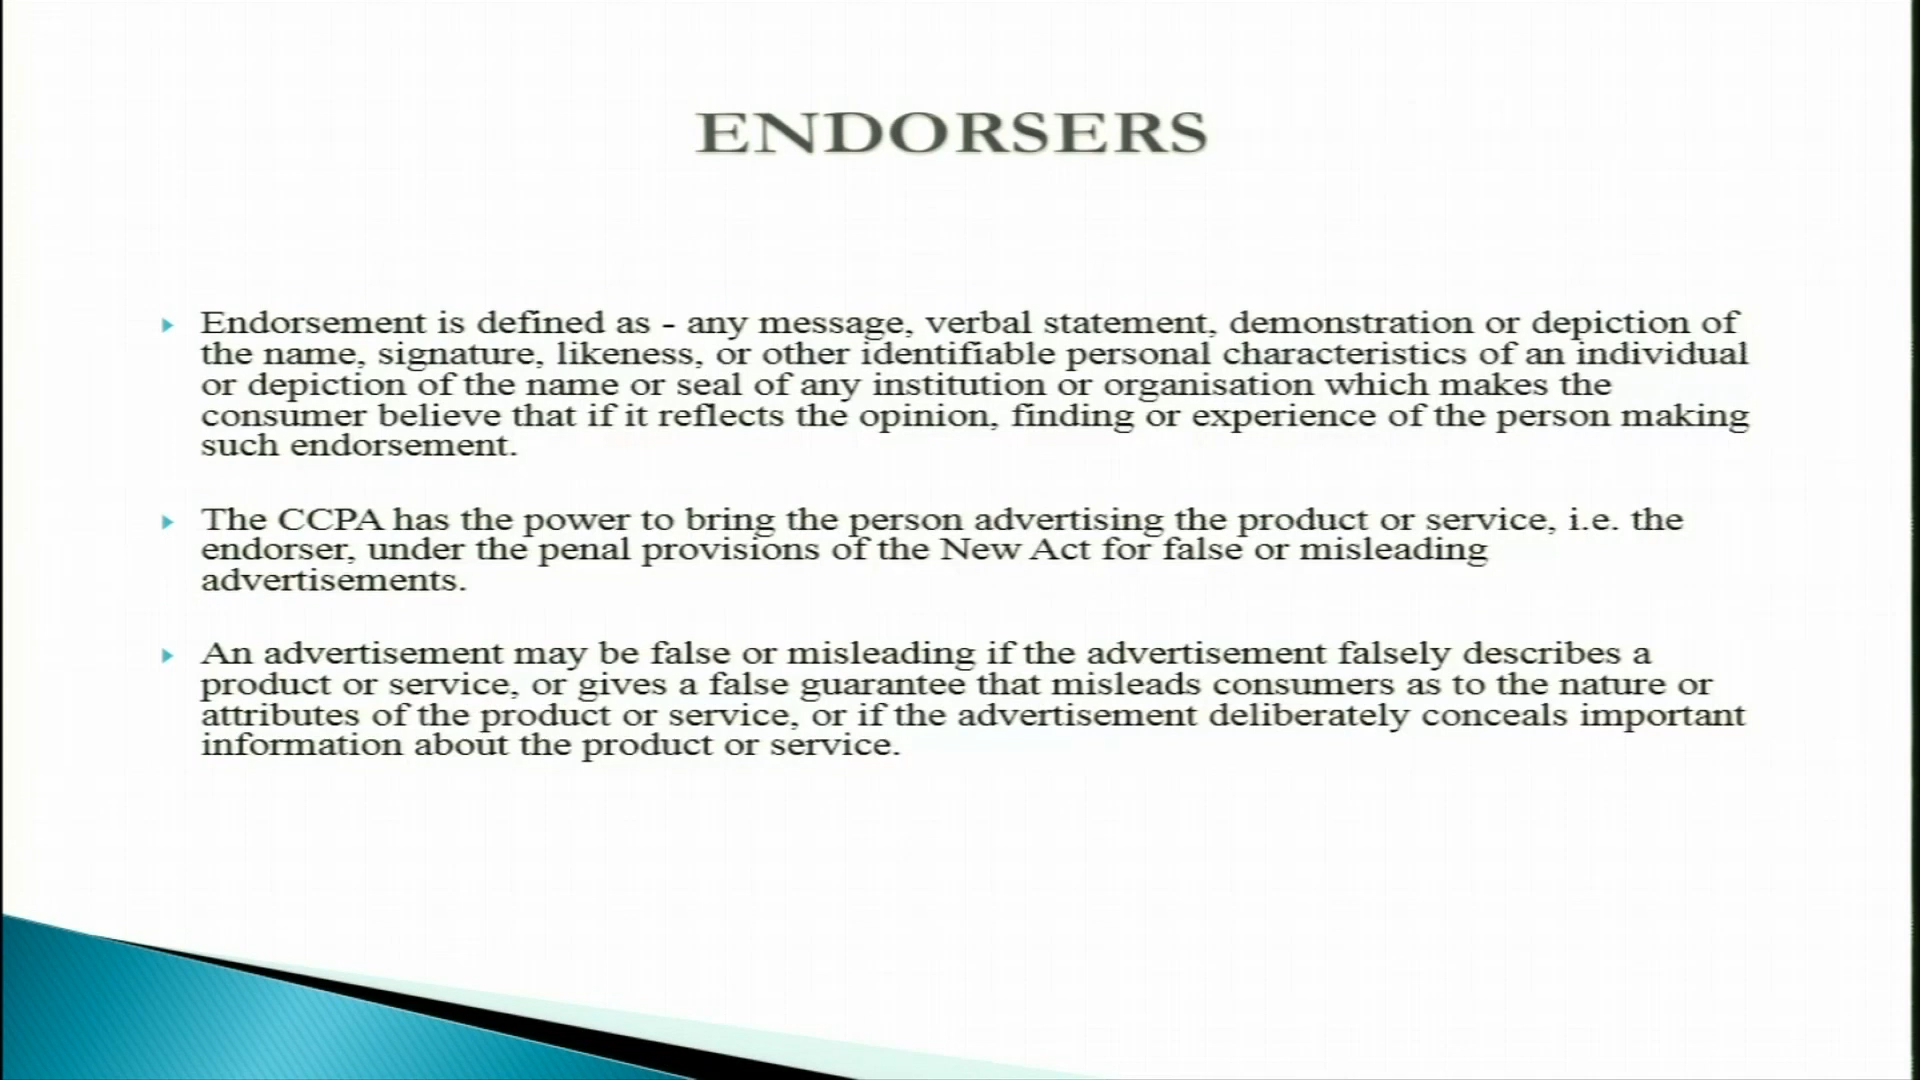 ENDORSERS
Endorsement is defined as - any message, verbal statement, demonstration or depiction of
the name, signature, likeness, or other identifiable personal characteristics of an individual
or depiction of the name or seal of any institution or organisation which makes the
consumer believe that if it reflects the opinion, finding or experience of the person making
such endorsement.
The CCPA has the power to bring the person advertising the product or service, i.e. the
endorser, under the penal provisions of the New Act for false or misleading
advertisements.
An advertisement may be false or misleading if the advertisement falsely describes a
product or service, or gives a false guarantee that misleads consumers as to the nature or
attributes of the product or service, or if the advertisement deliberately conceals important
information about the product or service.